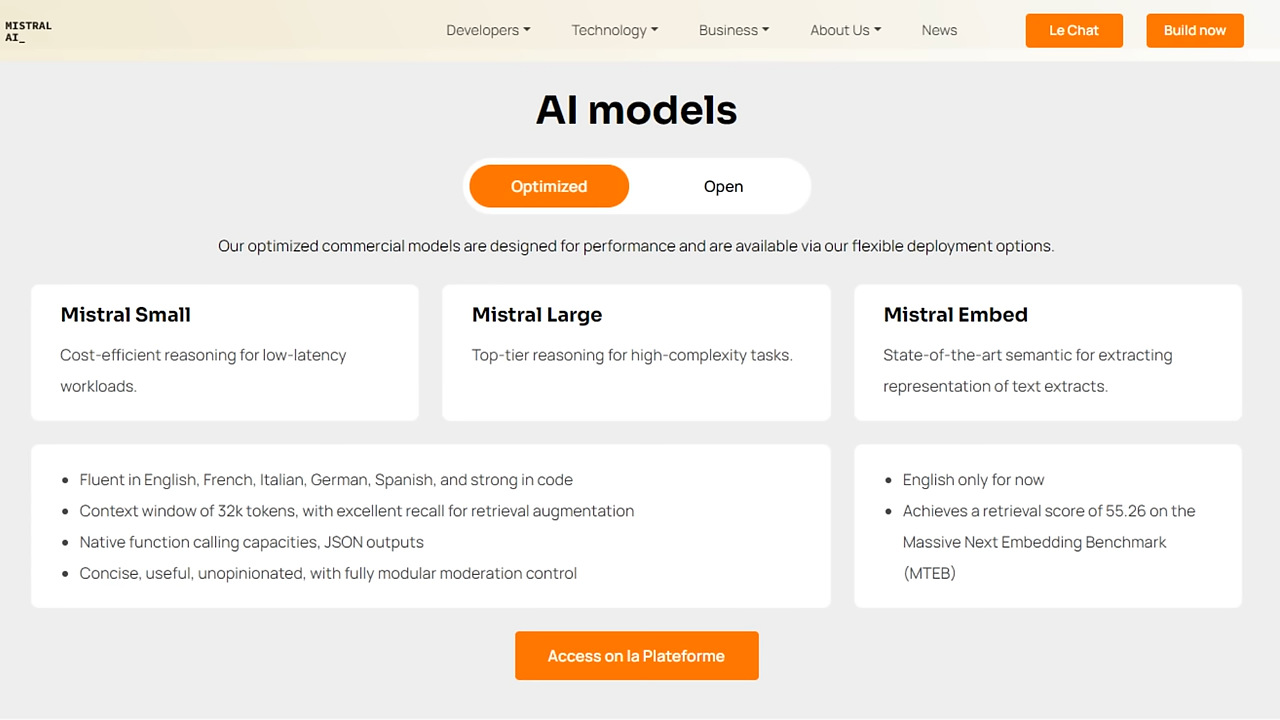 MISTRAL
AI_
Developers
Technology
Business
About Us
News
Le Chat
Build now
AI models
Optimized
Open
Our optimized commercial models are designed for performance and are available via our flexible deployment options.
Mistral Small
Cost-efficient reasoning for low-latency
workloads.
Mistral Large
Top-tier reasoning for high-complexity tasks.
Mistral Embed
State-of-the-art semantic for extracting
representation of text extracts.
• Fluent in English, French, Italian, German, Spanish, and strong in code
• Context window of 32k tokens, with excellent recall for retrieval augmentation
• Native function calling capacities, JSON outputs
• Concise, useful, unopinionated, with fully modular moderation control
• English only for now
• Achieves a retrieval score of 55.26 on the
Massive Next Embedding Benchmark
(MTEB)
Access on la Plateforme